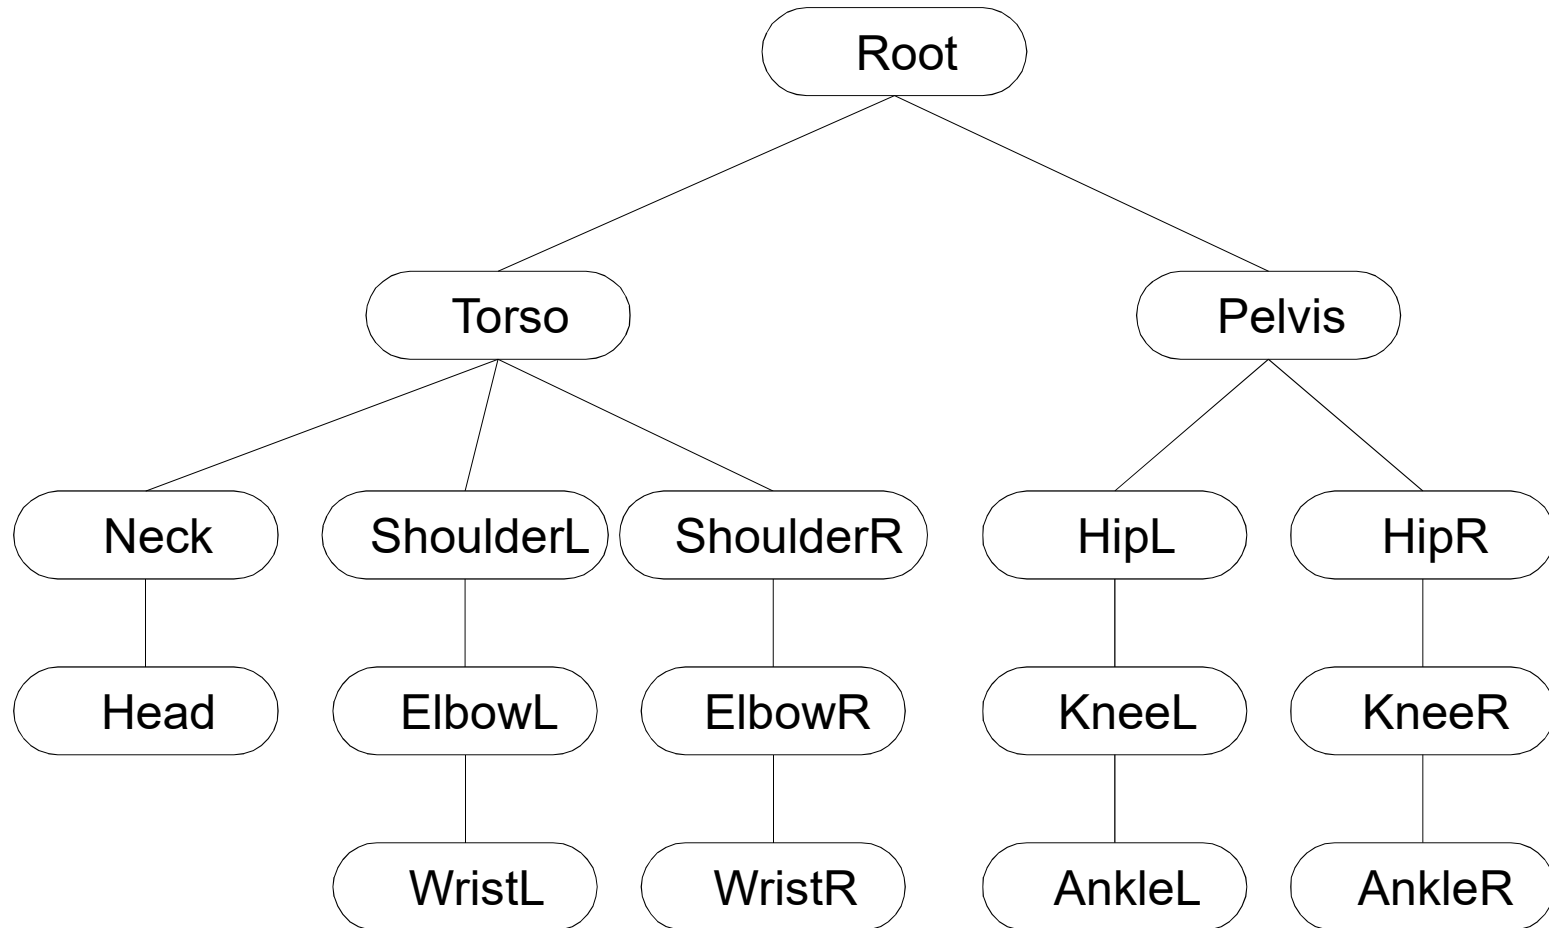 Root
Torso
Pelvis
Neck
ShoulderL
ShoulderR
HipL
HipR
Head
ElbowL
ElbowR
KneeL
KneeR
WristL
WristR
AnkleL
AnkleR